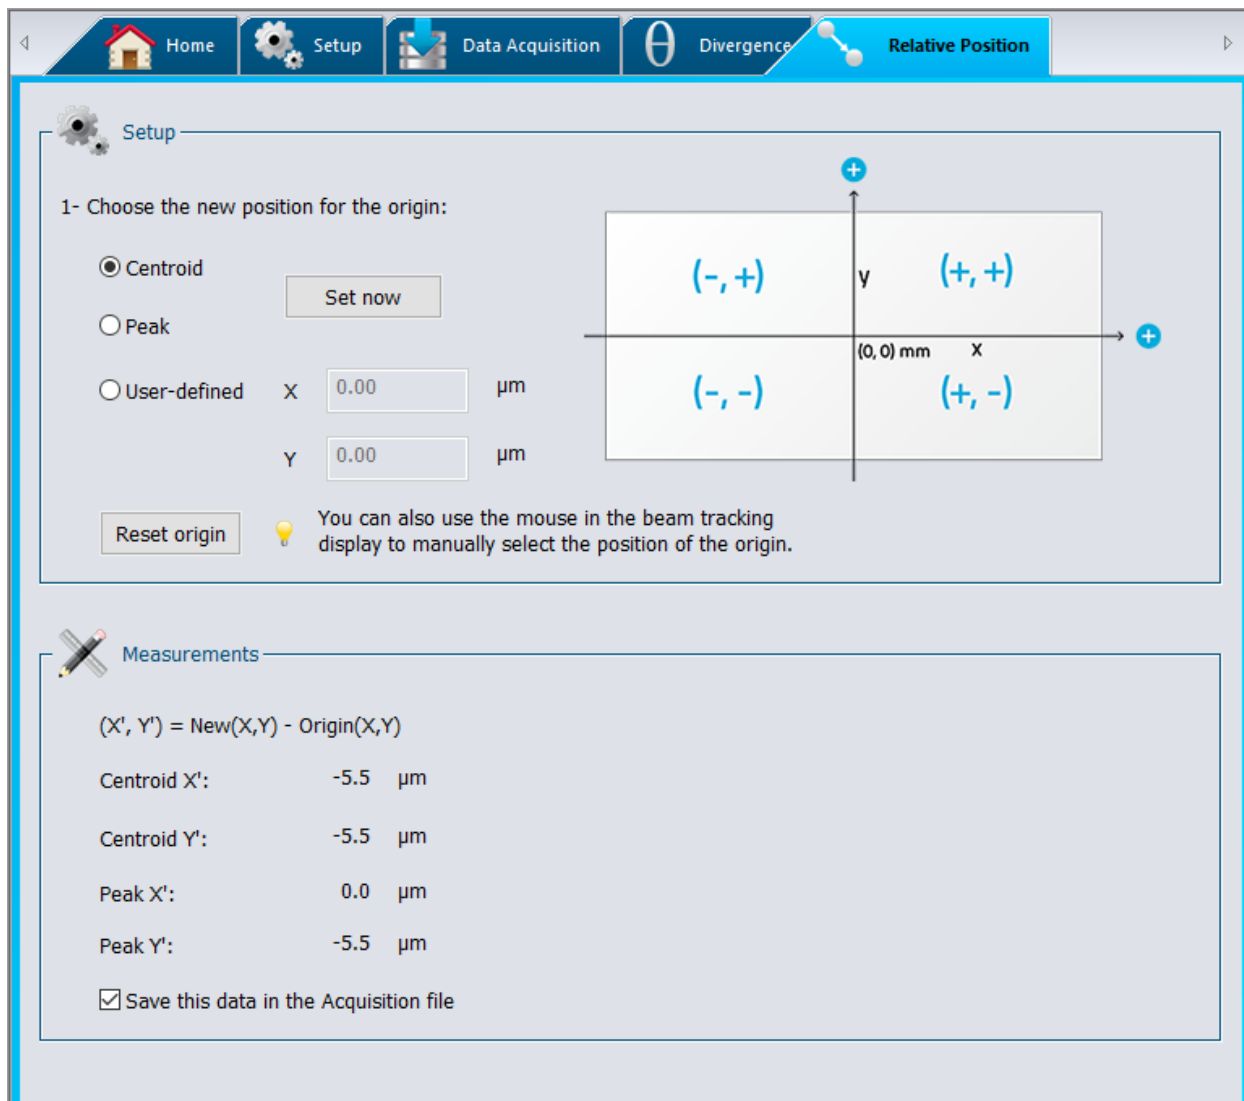 Home
Setup
Data Acquisition
θ
Divergence
Relative Position
Setup
1- Choose the new position for the origin:
Centroid
Set now
Peak
User-defined
X 0.00 µm
Y 0.00 µm
Reset origin
You can also use the mouse in the beam tracking
display to manually select the position of the origin.
+
(-, +)
y
(+, +)
+
(0, 0) mm
X
(-, -)
(+, -)
Measurements
(X', Y') = New(X,Y) - Origin(X,Y)
Centroid X': -5.5 µm
Centroid Y': -5.5 µm
Peak X': 0.0 µm
Peak Y': -5.5 µm
Save this data in the Acquisition file